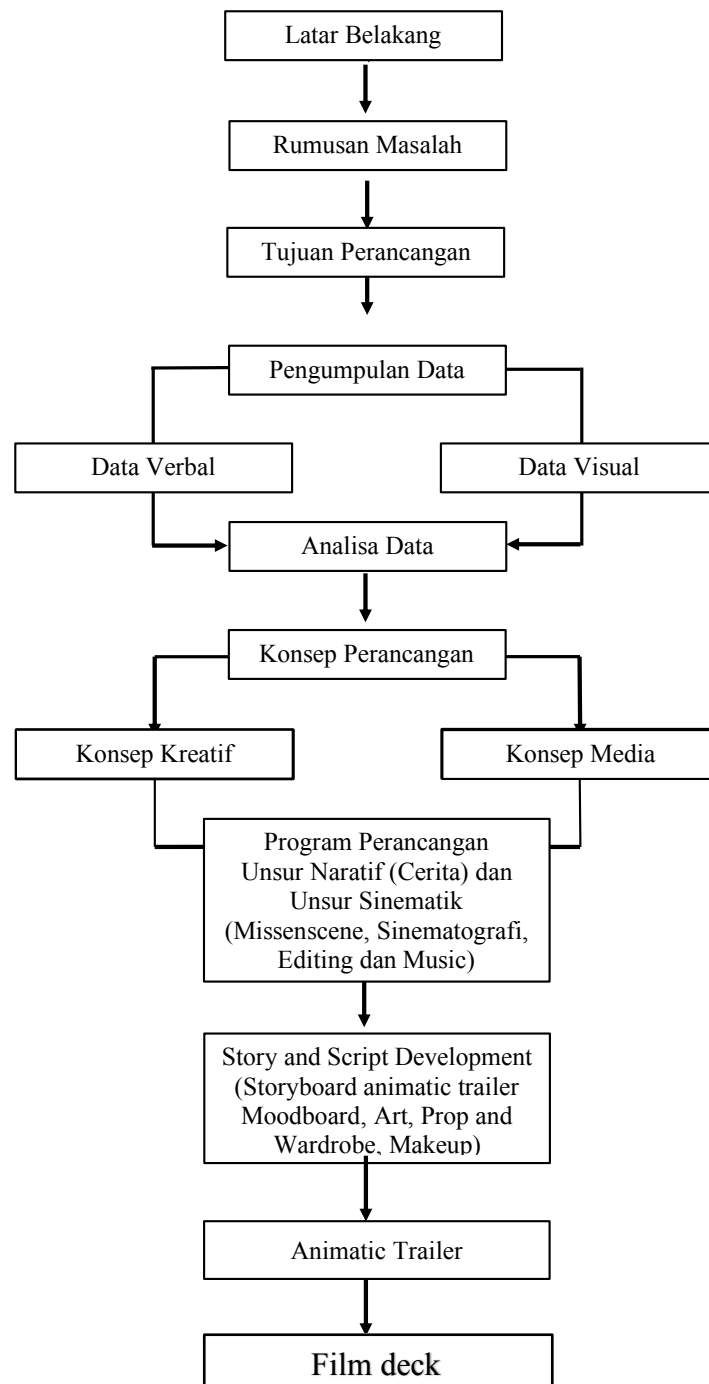 Latar Belakang
Rumusan Masalah
Tujuan Perancangan
Pengumpulan Data
Data Verbal
Data Visual
Analisa Data
Konsep Perancangan
Konsep Kreatif
Konsep Media
Program Perancangan
Unsur Naratif (Cerita) dan
Unsur Sinematik
(Missenscene, Sinematografi,
Editing dan Music)
Story and Script Development
(Storyboard animatic trailer
Moodboard, Art, Prop and
Wardrobe, Makeup)
Animatic Trailer
Film deck